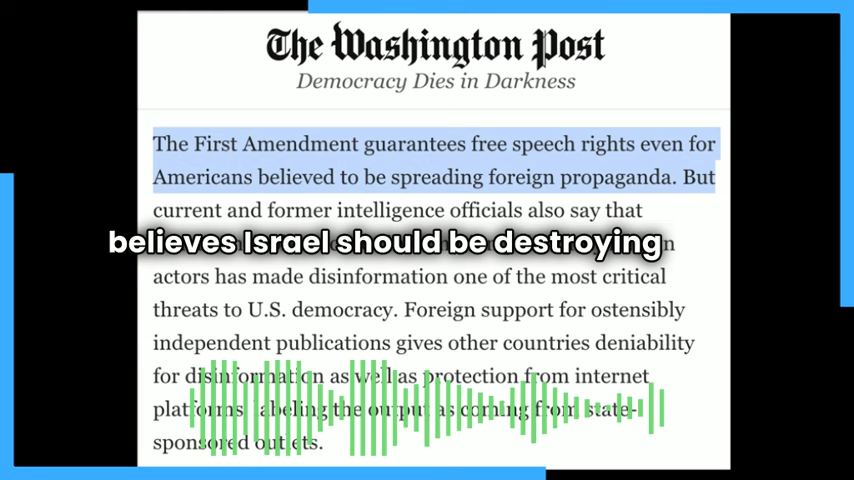 The Washington Post
Democracy Dies in Darkness
The First Amendment guarantees free speech rights even for
Americans believed to be spreading foreign propaganda. But
current and former intelligence officials also say that
believes Israel should be destroying
actors has made disinformation one of the most critical
threats to U.S. democracy. Foreign support for ostensibly
independent publications gives other countries deniability
for disinformation as well as protection from internet
platforms labeling the output as coming from state-
sponsored outlets.